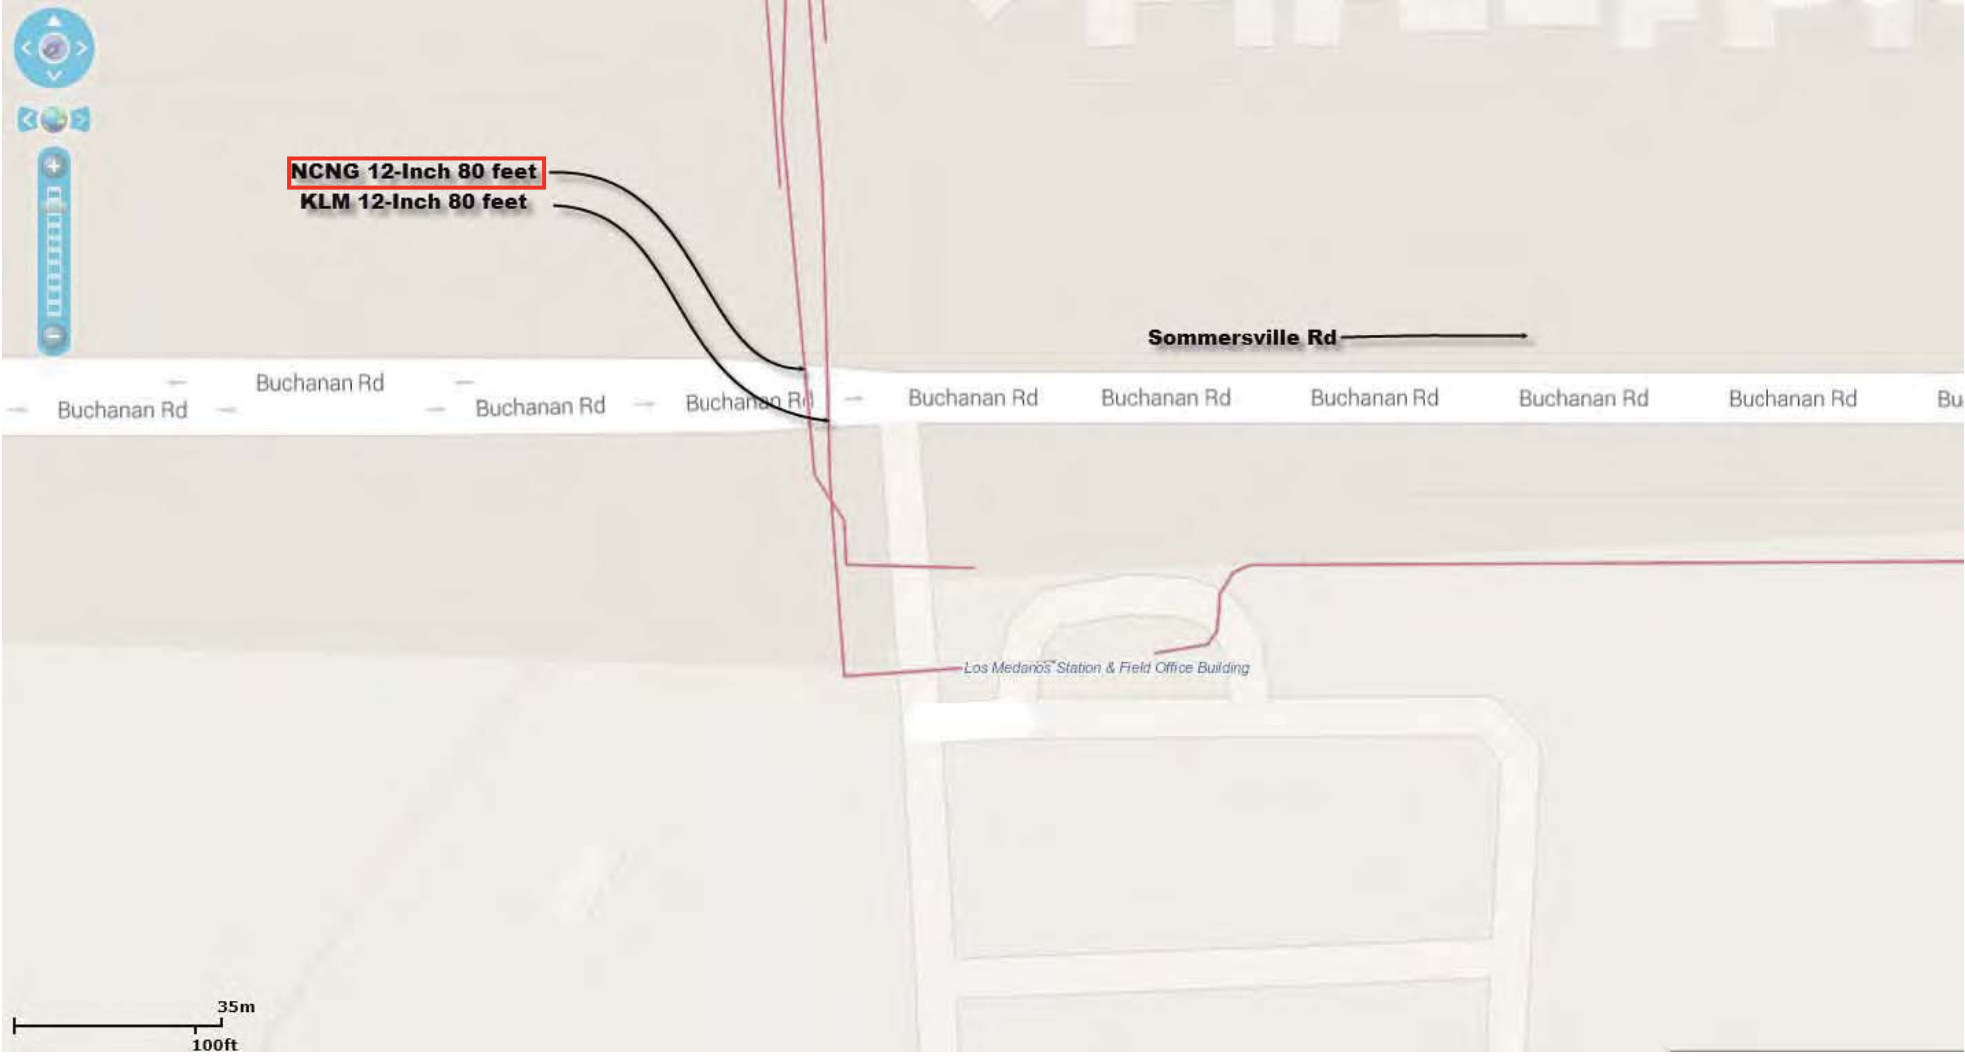 NCNG 12-Inch 80 feet
KLM 12-Inch 80 feet
Sommersville Rd
Buchanan Rd
Buchanan Rd
Buchanan Rd
Buchanan Rd
Buchanan Rd
Buchanan Rd
Buchanan Rd
Buchanan Rd
Buchanan Rd
Bu
Los Medanos Station & Field Office Building
35m
100ft